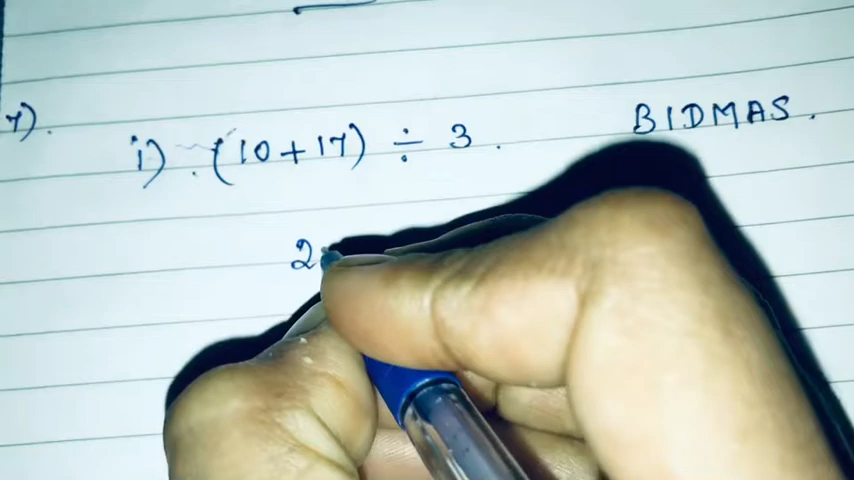 7). i) (10 + 17) ÷ 3. BIDMAS.
2